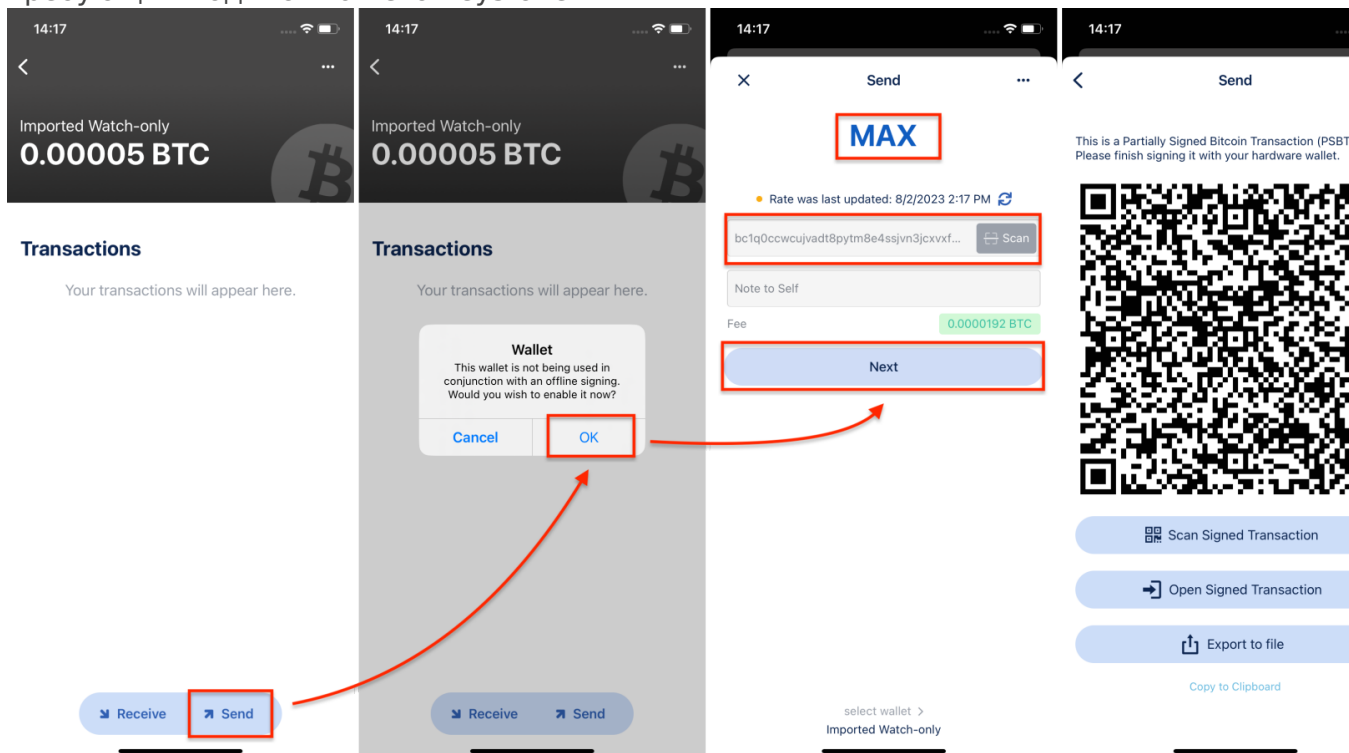 14:17
Imported Watch-only
0.00005 BTC
Transactions
Your transactions will appear here.
Receive
Send
14:17
Imported Watch-only
0.00005 BTC
Transactions
Your transactions will appear here.
Wallet
This wallet is not being used in
conjunction with an offline signing.
Would you wish to enable it now?
Cancel
OK
Receive
Send
14:17
Send
MAX
Rate was last updated: 8/2/2023 2:17 PM
bc1q0ccwcujvadt8pytm8e4ssjvn3jcxvxf...
Scan
Note to Self
Fee
0.0000192 BTC
Next
select wallet
Imported Watch-only
14:17
Send
This is a Partially Signed Bitcoin Transaction (PSBT
Please finish signing it with your hardware wallet.
Scan Signed Transaction
Open Signed Transaction
Export to file
Copy to Clipboard